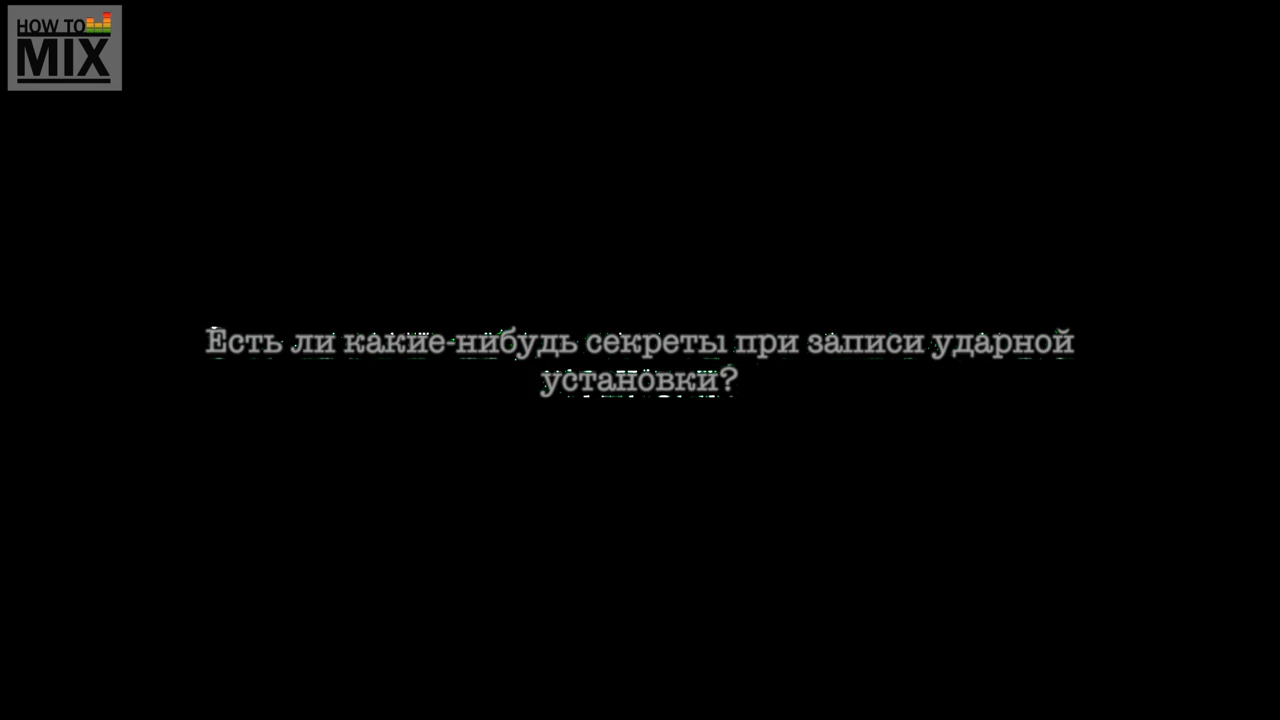 HOW TO
MIX
Есть ли какие-нибудь секреты при записи ударной
установки?